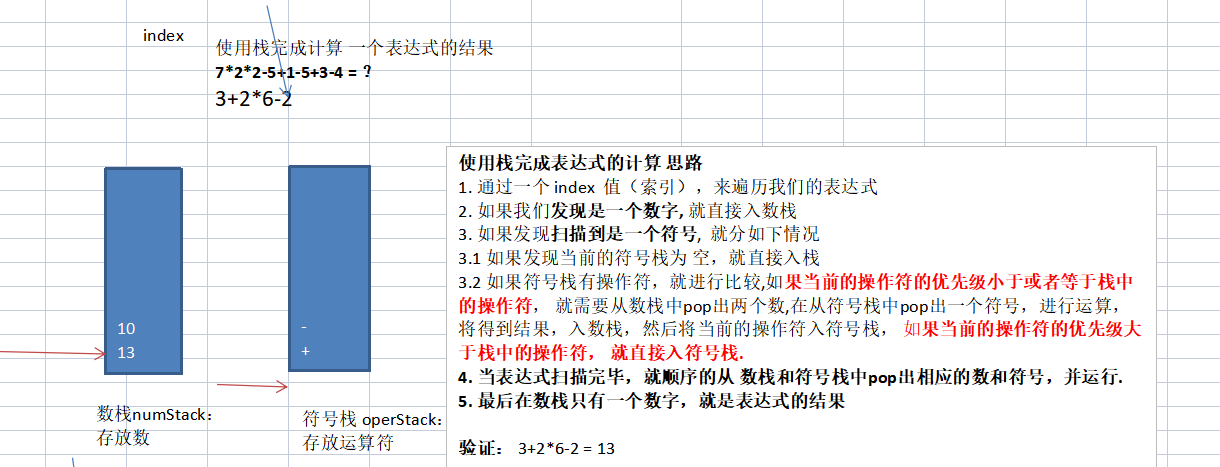 index
使用栈完成计算 一个表达式的结果
7*2*2-5+1-5+3-4 = ?
3+2*6-2
10
13
-
+
数栈numStack：
存放数
符号栈 operStack：
存放运算符
使用栈完成表达式的计算 思路
1. 通过一个 index 值（索引），来遍历我们的表达式
2. 如果我们发现是一个数字, 就直接入数栈
3. 如果发现扫描到是一个符号, 就分如下情况
3.1 如果发现当前的符号栈为 空，就直接入栈
3.2 如果符号栈有操作符，就进行比较,如果当前的操作符的优先级小于或者等于栈中
的操作符， 就需要从数栈中pop出两个数,在从符号栈中pop出一个符号，进行运算，
将得到结果，入数栈，然后将当前的操作符入符号栈， 如果当前的操作符的优先级大
于栈中的操作符， 就直接入符号栈.
4. 当表达式扫描完毕，就顺序的从 数栈和符号栈中pop出相应的数和符号，并运行.
5. 最后在数栈只有一个数字，就是表达式的结果
验证： 3+2*6-2 = 13